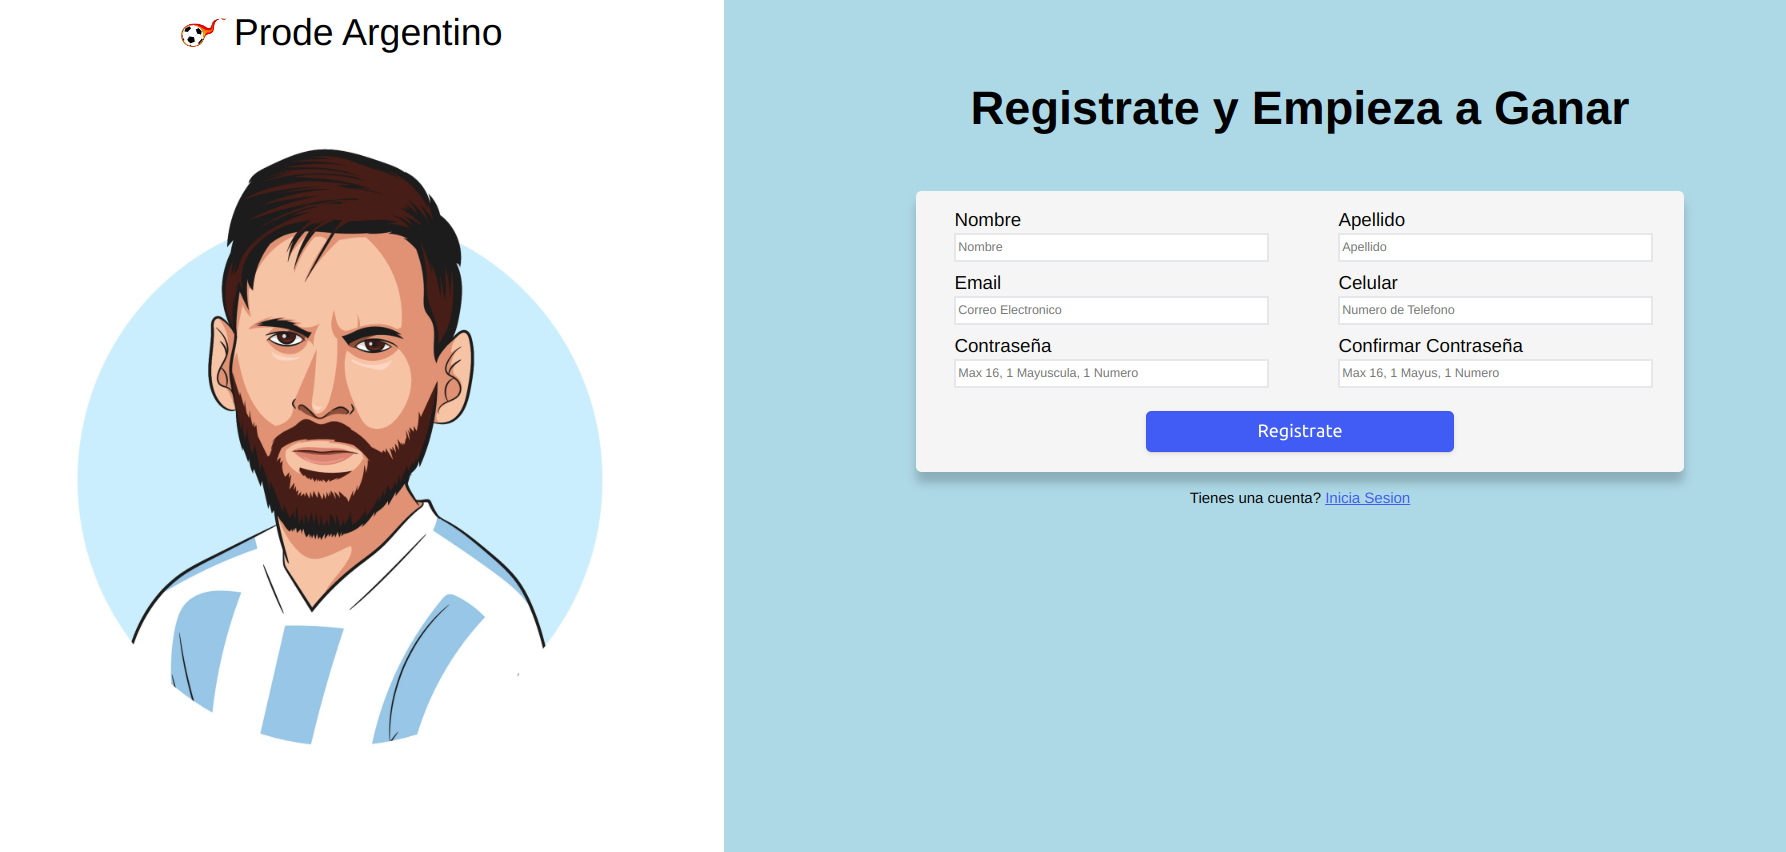 Prode Argentino
Registrate y Empieza a Ganar
Nombre
Nombre
Apellido
Apellido
Email
Correo Electronico
Celular
Numero de Telefono
Contraseña
Max 16, 1 Mayuscula, 1 Numero
Confirmar Contraseña
Max 16, 1 Mayus, 1 Numero
Registrate
Tienes una cuenta? Inicia Sesion